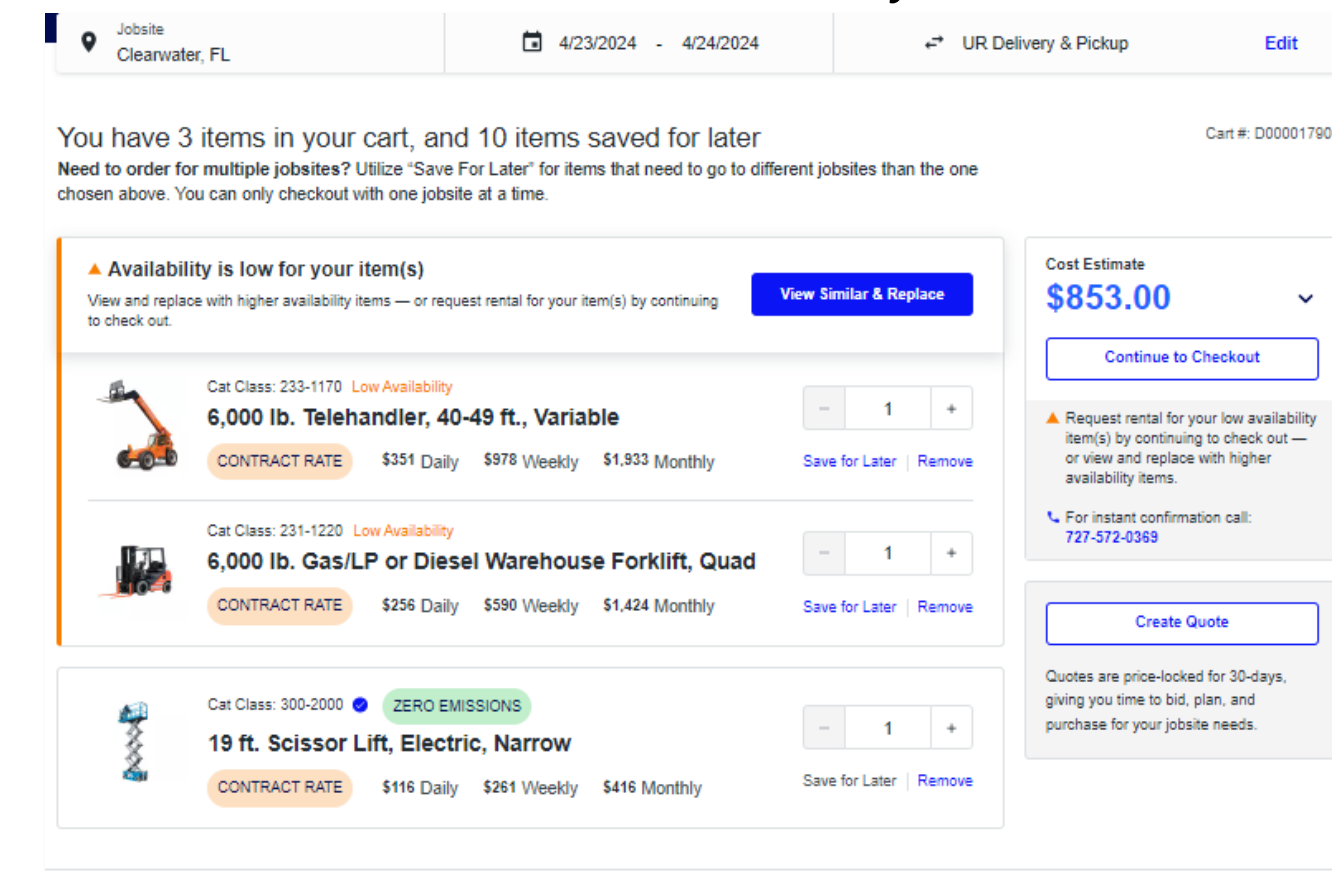 Jobsite
Clearwater, FL
4/23/2024 - 4/24/2024
UR Delivery & Pickup
Edit
You have 3 items in your cart, and 10 items saved for later
Cart #: D00001790
Need to order for multiple jobsites? Utilize “Save For Later” for items that need to go to different jobsites than the one
chosen above. You can only checkout with one jobsite at a time.
Availability is low for your item(s)
View and replace with higher availability items — or request rental for your item(s) by continuing
to check out.
View Similar & Replace
Cat Class: 233-1170 Low Availability
6,000 lb. Telehandler, 40-49 ft., Variable
CONTRACT RATE $351 Daily $978 Weekly $1,933 Monthly
- 1 +
Save for Later | Remove
Cat Class: 231-1220 Low Availability
6,000 lb. Gas/LP or Diesel Warehouse Forklift, Quad
CONTRACT RATE $256 Daily $590 Weekly $1,424 Monthly
- 1 +
Save for Later | Remove
Cat Class: 300-2000 ZERO EMISSIONS
19 ft. Scissor Lift, Electric, Narrow
CONTRACT RATE $116 Daily $261 Weekly $416 Monthly
- 1 +
Save for Later | Remove
Cost Estimate
$853.00
Continue to Checkout
Request rental for your low availability
item(s) by continuing to check out —
or view and replace with higher
availability items.
For instant confirmation call:
727-572-0369
Create Quote
Quotes are price-locked for 30-days,
giving you time to bid, plan, and
purchase for your jobsite needs.